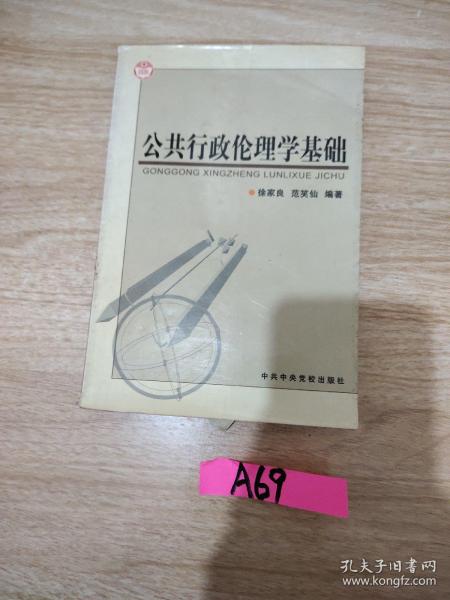 公共行政伦理学基础
GONGGONG XINGZHENG LUNLIXUE JICHU
徐家良 范笑仙 编著
中共中央党校出版社
A69
孔夫子旧书网
www.kongfz.com